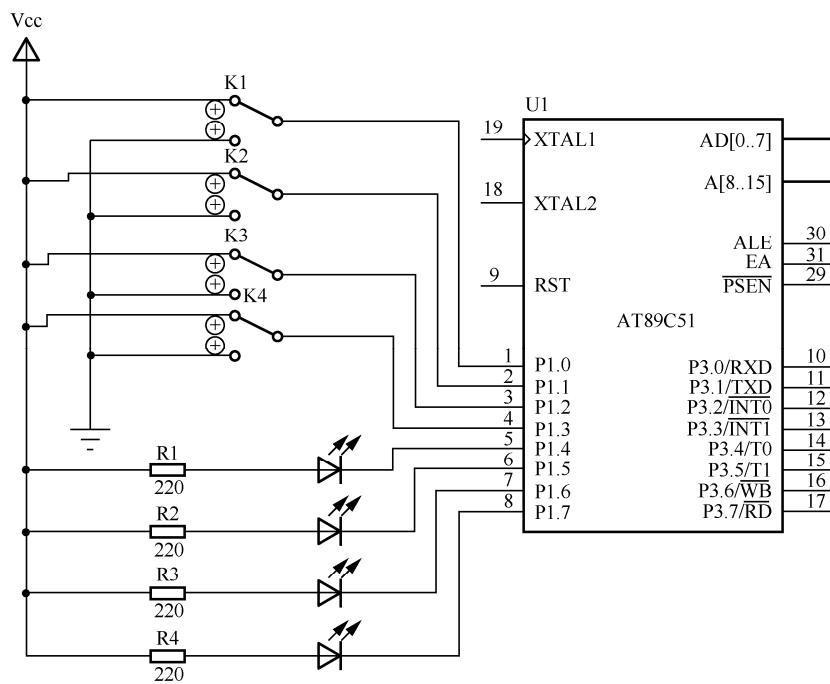 Vcc
K1
K2
K3
K4
U1
19
XTAL1
AD[0..7]
18
XTAL2
A[8..15]
ALE
30
EA
31
9
RST
PSEN
29
AT89C51
1
P1.0
P3.0/RXD
10
2
P1.1
P3.1/TXD
11
3
P1.2
P3.2/INT0
12
4
P1.3
P3.3/INT1
13
5
P1.4
P3.4/T0
14
6
P1.5
P3.5/T1
15
7
P1.6
P3.6/WB
16
8
P1.7
P3.7/RD
17
R1
220
R2
220
R3
220
R4
220